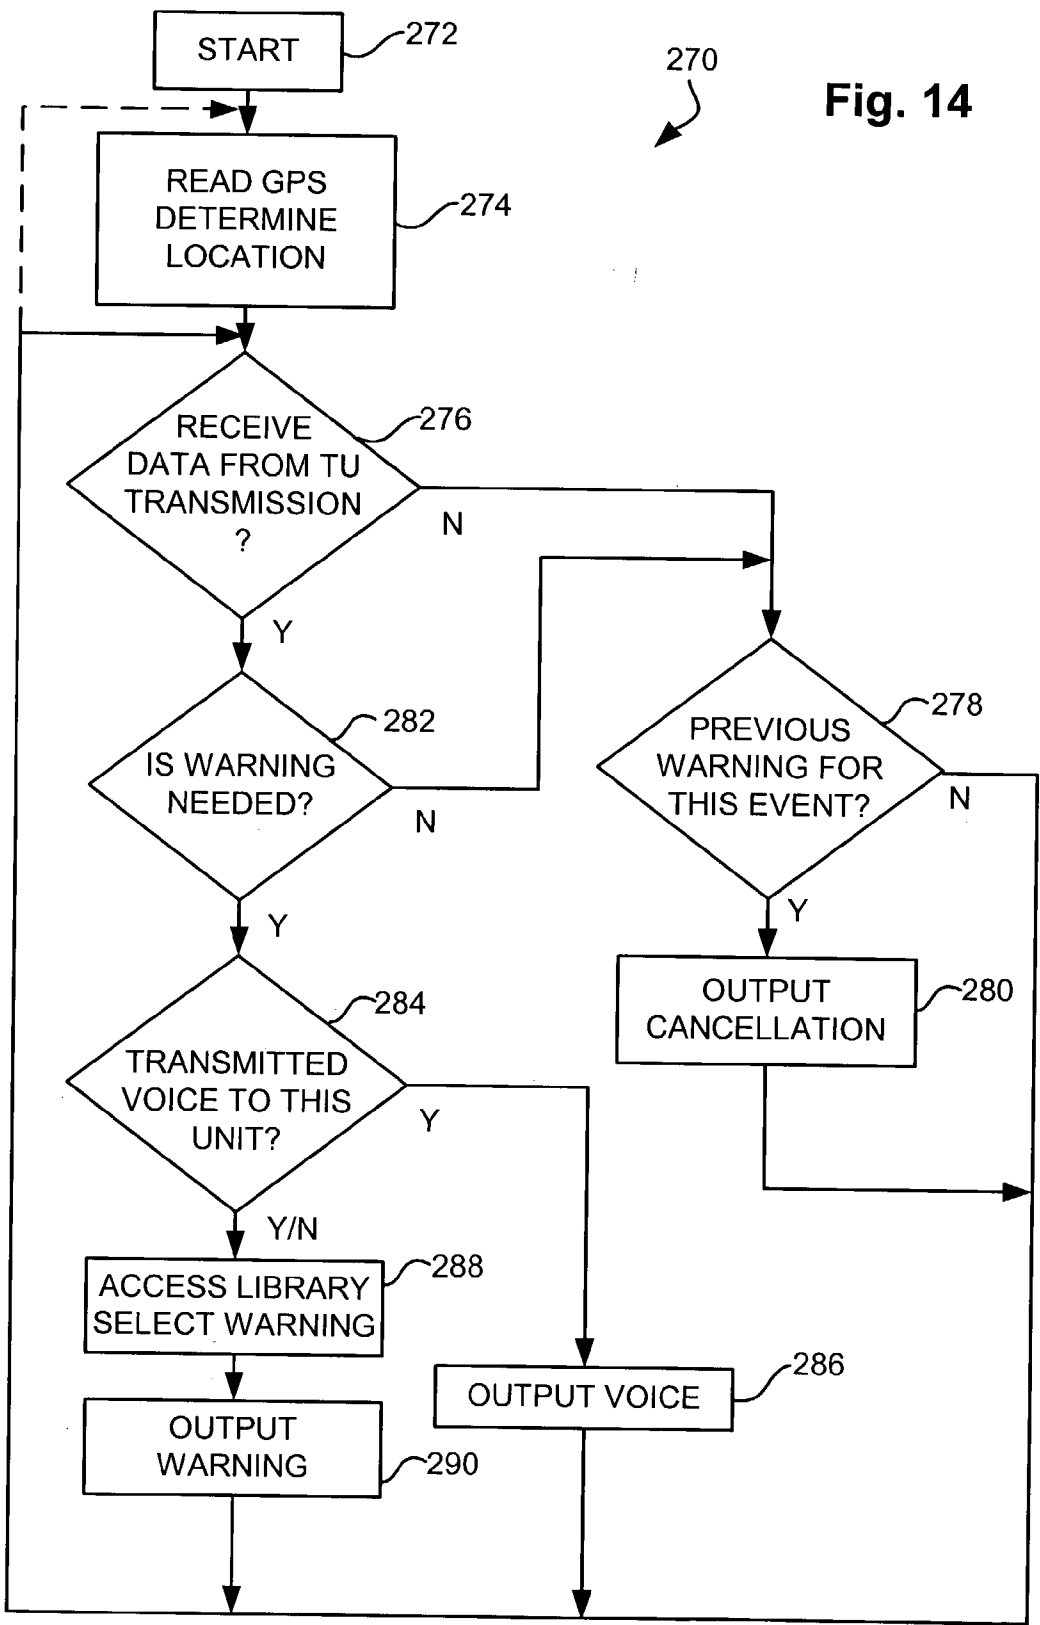 START
272
270
Fig. 14
READ GPS
DETERMINE
LOCATION
274
RECEIVE
DATA FROM TU
TRANSMISSION
?
276
N
Y
IS WARNING
NEEDED?
282
N
Y
PREVIOUS
WARNING FOR
THIS EVENT?
278
N
Y
OUTPUT
CANCELLATION
280
TRANSMITTED
VOICE TO THIS
UNIT?
284
Y
Y/N
ACCESS LIBRARY
SELECT WARNING
288
OUTPUT VOICE
286
OUTPUT
WARNING
290